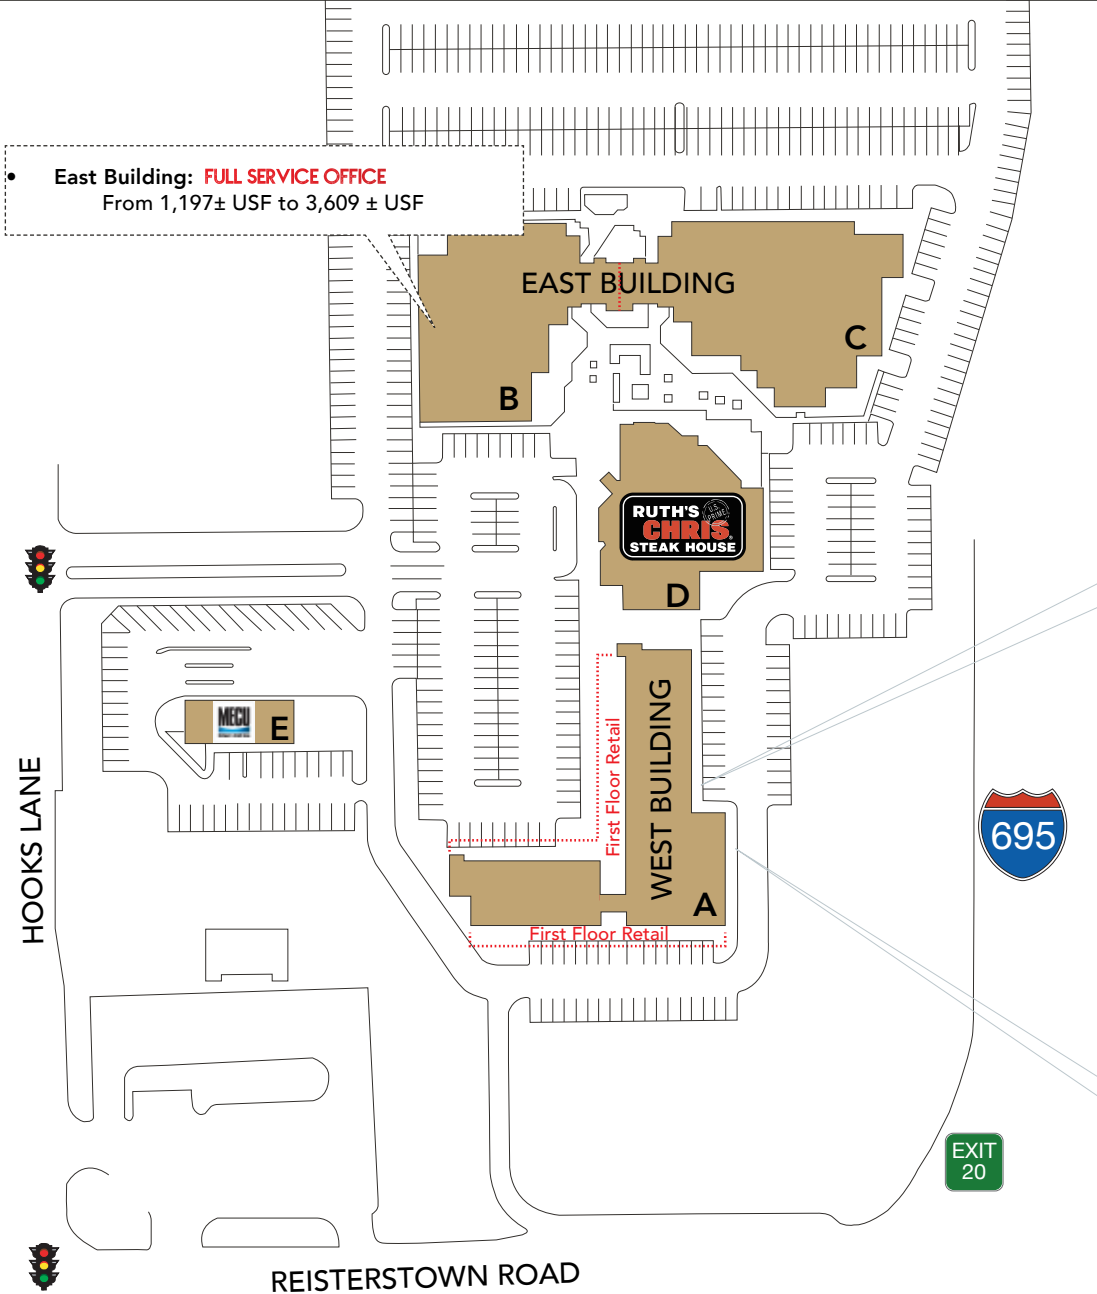 • East Building: FULL SERVICE OFFICE
From 1,197± USF to 3,609 ± USF
EAST BUILDING
C
B
RUTH'S
U.S.
PRIME
CHRIS
STEAK HOUSE
D
First Floor Retail
WEST BUILDING
MECU
E
HOOKS LANE
695
A
First Floor Retail
EXIT
20
REISTERSTOWN ROAD